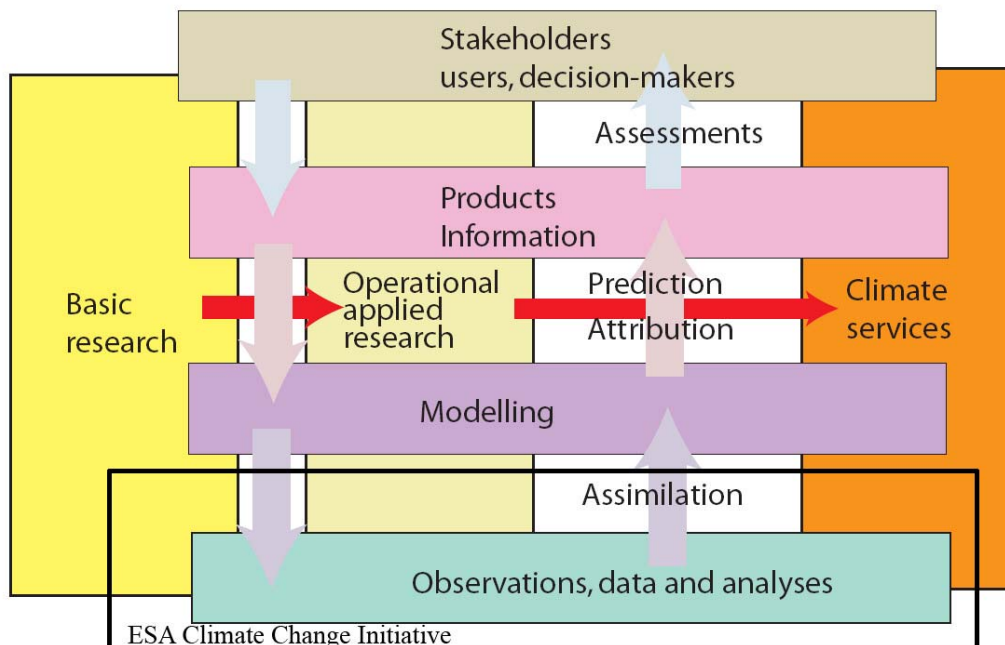 Stakeholders
users, decision-makers
Assessments
Products
Information
Basic
research
Operational
applied
research
Prediction
Attribution
Climate
services
Modelling
Assimilation
Observations, data and analyses
ESA Climate Change Initiative